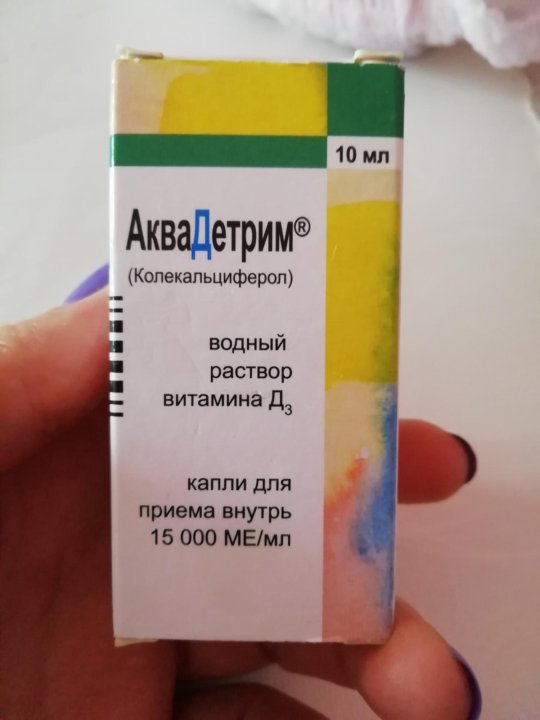 10 мл
АкваДетрим®
(Колекальциферол)
водный
раствор
витамина Д₃
капли для
приема внутрь
15 000 МЕ/мл